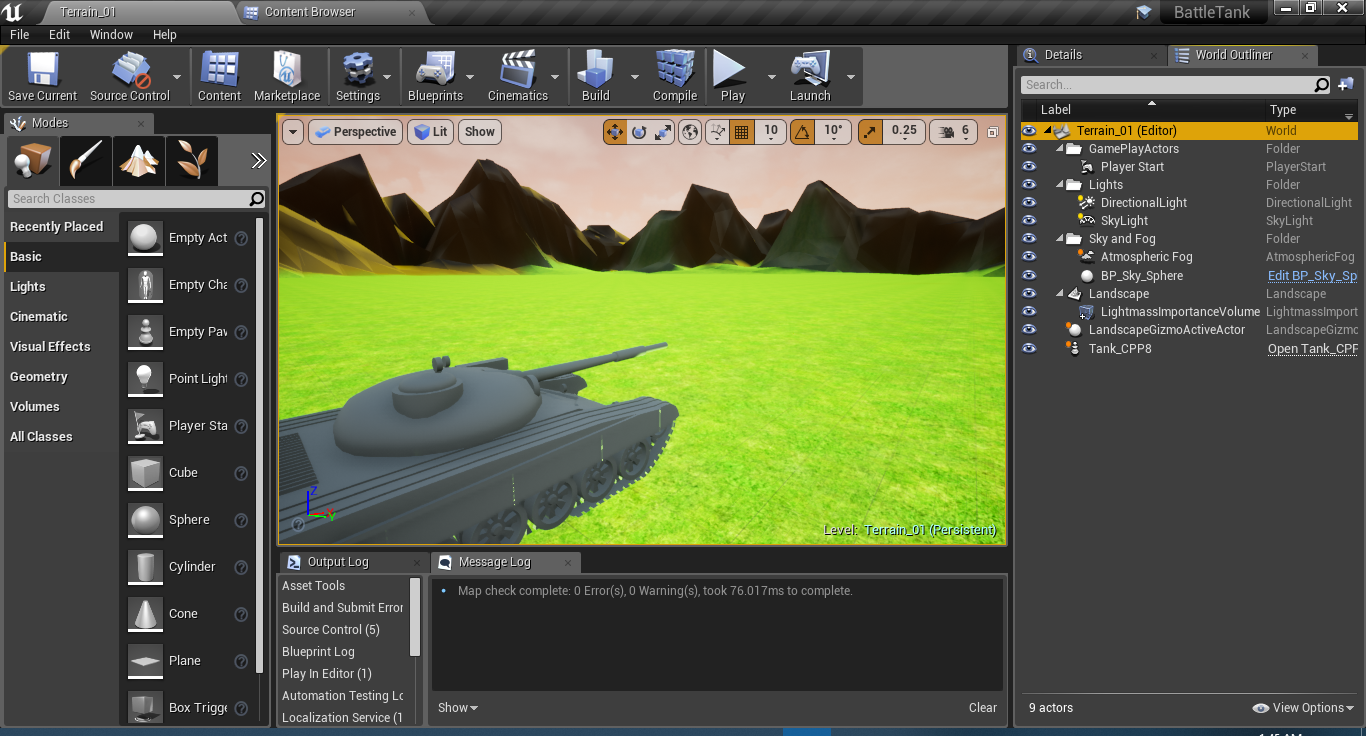 Terrain_01
Content Browser
BattleTank
File Edit Window Help
Save Current
Source Control
Content
Marketplace
Settings
Blueprints
Cinematics
Build
Compile
Play
Launch
Modes
Search Classes
Recently Placed
Basic
Lights
Cinematic
Visual Effects
Geometry
Volumes
All Classes
Empty Act
Empty Cha
Empty Paw
Point Light
Player Sta
Cube
Sphere
Cylinder
Cone
Plane
Box Trigge
Perspective
Lit
Show
10
10°
0.25
6
Z
Y
Level: Terrain_01 (Persistent)
Output Log
Message Log
Asset Tools
Build and Submit Error
Source Control (5)
Blueprint Log
Play In Editor (1)
Automation Testing Lo
Localization Service (1
Map check complete: 0 Error(s), 0 Warning(s), took 76.017ms to complete.
Show
Clear
Details
World Outliner
Search...
Label Type
Terrain_01 (Editor) World
GamePlayActors Folder
Player Start PlayerStart
Lights Folder
DirectionalLight DirectionalLight
SkyLight SkyLight
Sky and Fog Folder
Atmospheric Fog AtmosphericFog
BP_Sky_Sphere Edit BP_Sky_Sp
Landscape Landscape
LightmassImportanceVolume LightmassImport
LandscapeGizmoActiveActor LandscapeGizmo
Tank_CPP8 Open Tank_CPP
9 actors
View Options